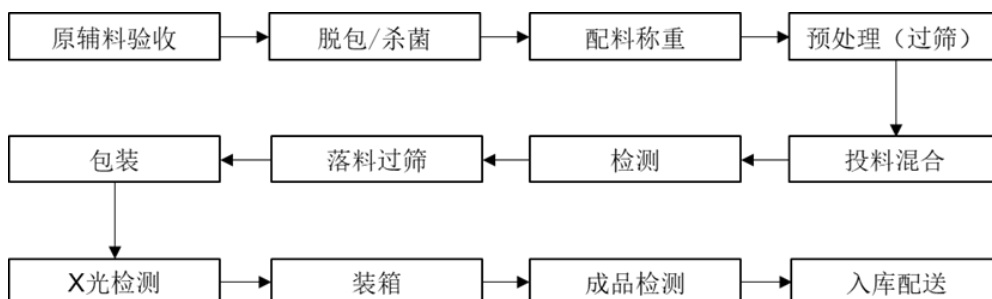 原辅料验收
脱包/杀菌
配料称重
预处理（过筛）
投料混合
检测
落料过筛
包装
X光检测
装箱
成品检测
入库配送